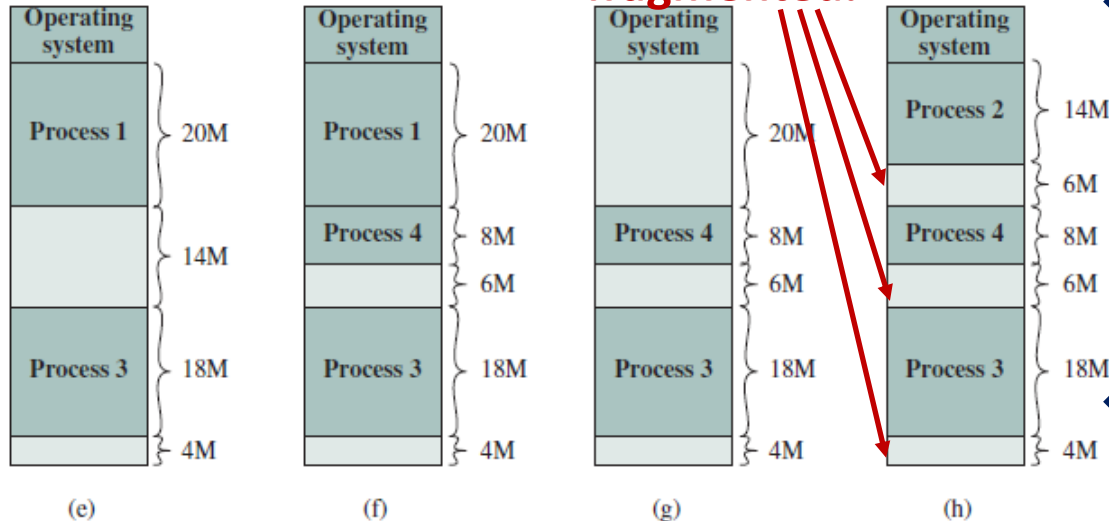 fragmented.
Operating
system
Process 1
20M
14M
Process 3
18M
4M
(e)
Operating
system
Process 1
20M
Process 4
8M
6M
Process 3
18M
4M
(f)
Operating
system
20M
Process 4
8M
6M
Process 3
18M
4M
(g)
Operating
system
Process 2
14M
6M
Process 4
8M
6M
Process 3
18M
4M
(h)